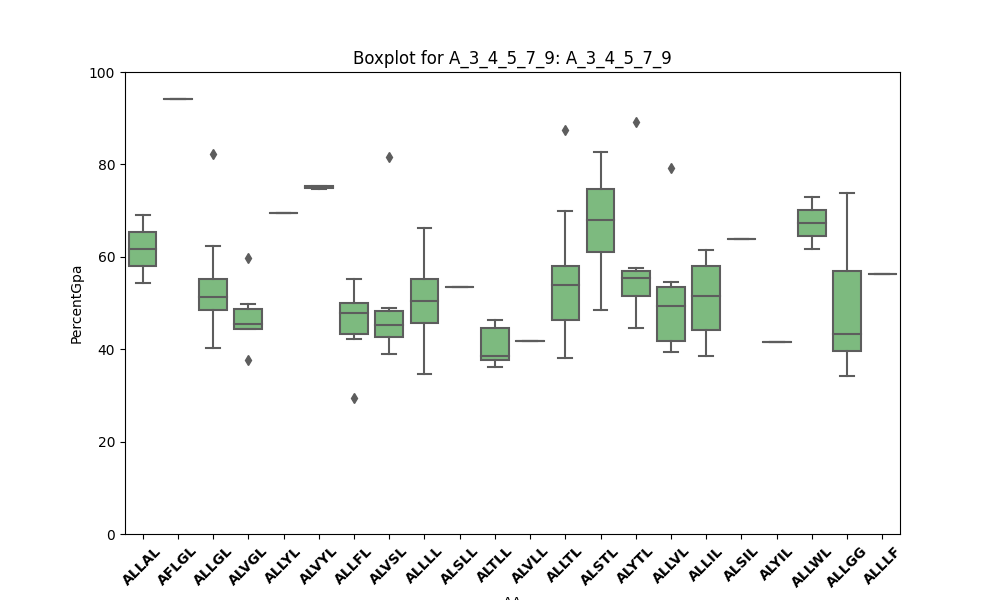 Boxplot for A_3_4_5_7_9: A_3_4_5_7_9
PercentGpa
100
80
60
40
20
0
ALLAL
AFLGL
ALLGL
ALVGL
ALLYL
ALVYL
ALLFL
ALVSL
ALLLL
ALSLL
ALTLL
ALVLL
ALLTL
ALSTL
ALYTL
ALLVL
ALLIL
ALSIL
ALYIL
ALLWL
ALLGG
ALLLF